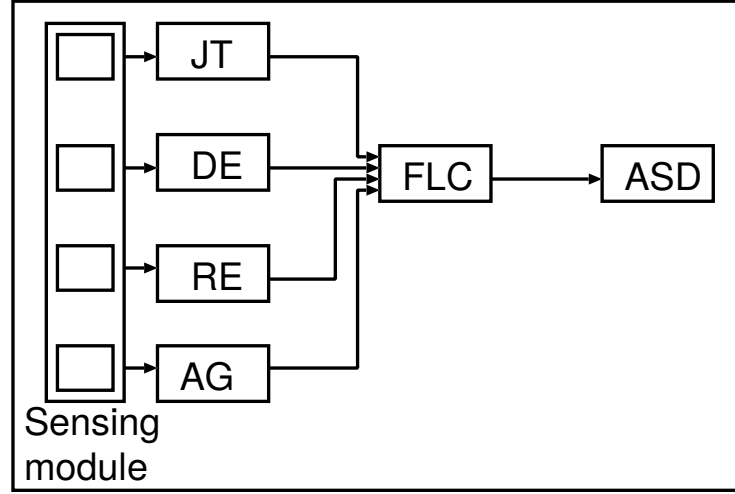 JT
DE
FLC
ASD
RE
AG
Sensing
module